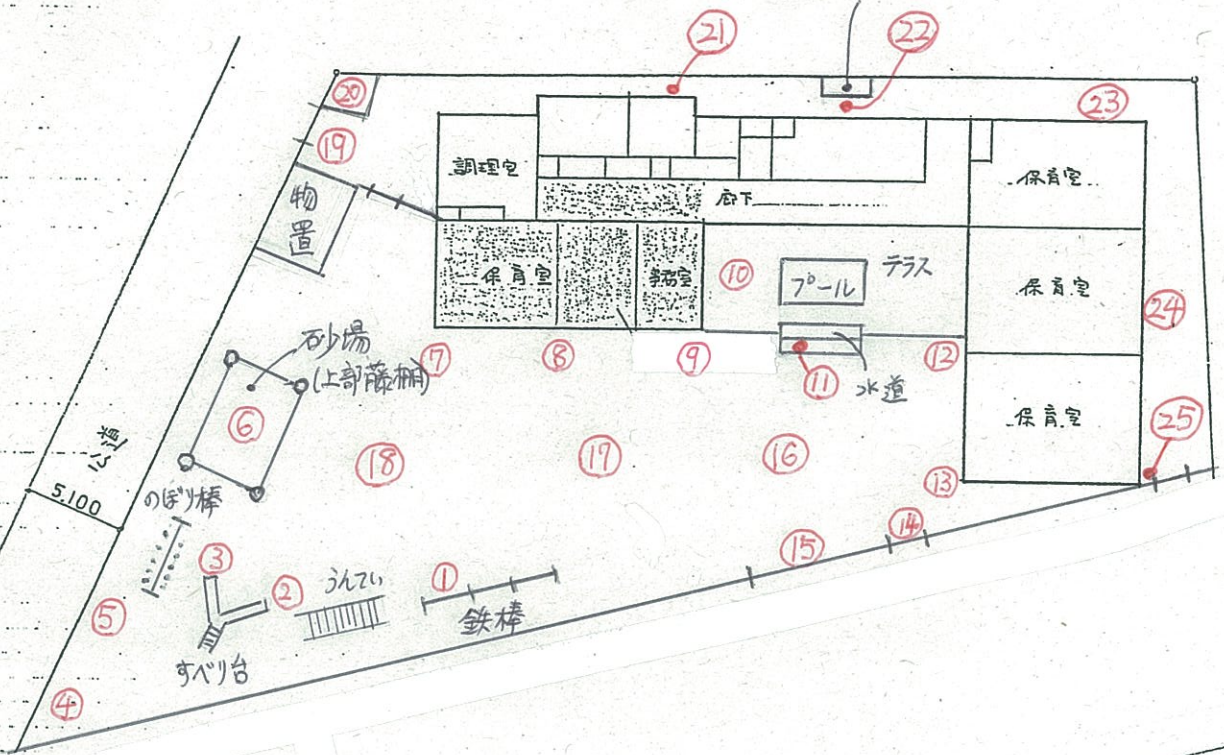 ㉑
㉒
⑳
㉓
⑲
調理室
保育室
物置
廊下
保育室
事務室
⑩
プール
テラス
保育室
㉔
砂場
(上部藤棚)
⑦
⑧
⑨
⑪
水道
⑫
保育室
⑥
公道
5.100
⑱
⑰
⑯
⑬
㉕
のぼり棒
③
②
うんてい
①
鉄棒
⑮
⑭
⑤
すべり台
④